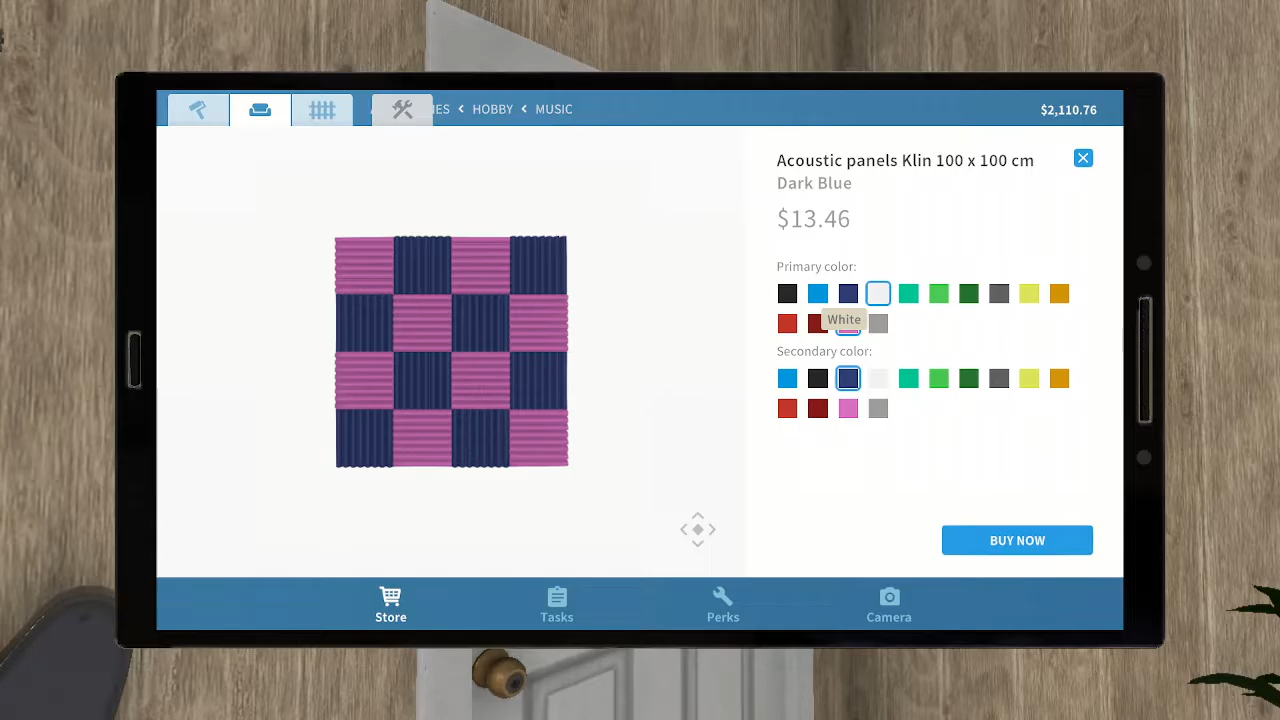 IES < HOBBY < MUSIC
$2,110.76
Acoustic panels Klin 100 x 100 cm
Dark Blue
$13.46
Primary color:
White
Secondary color:
BUY NOW
Store
Tasks
Perks
Camera